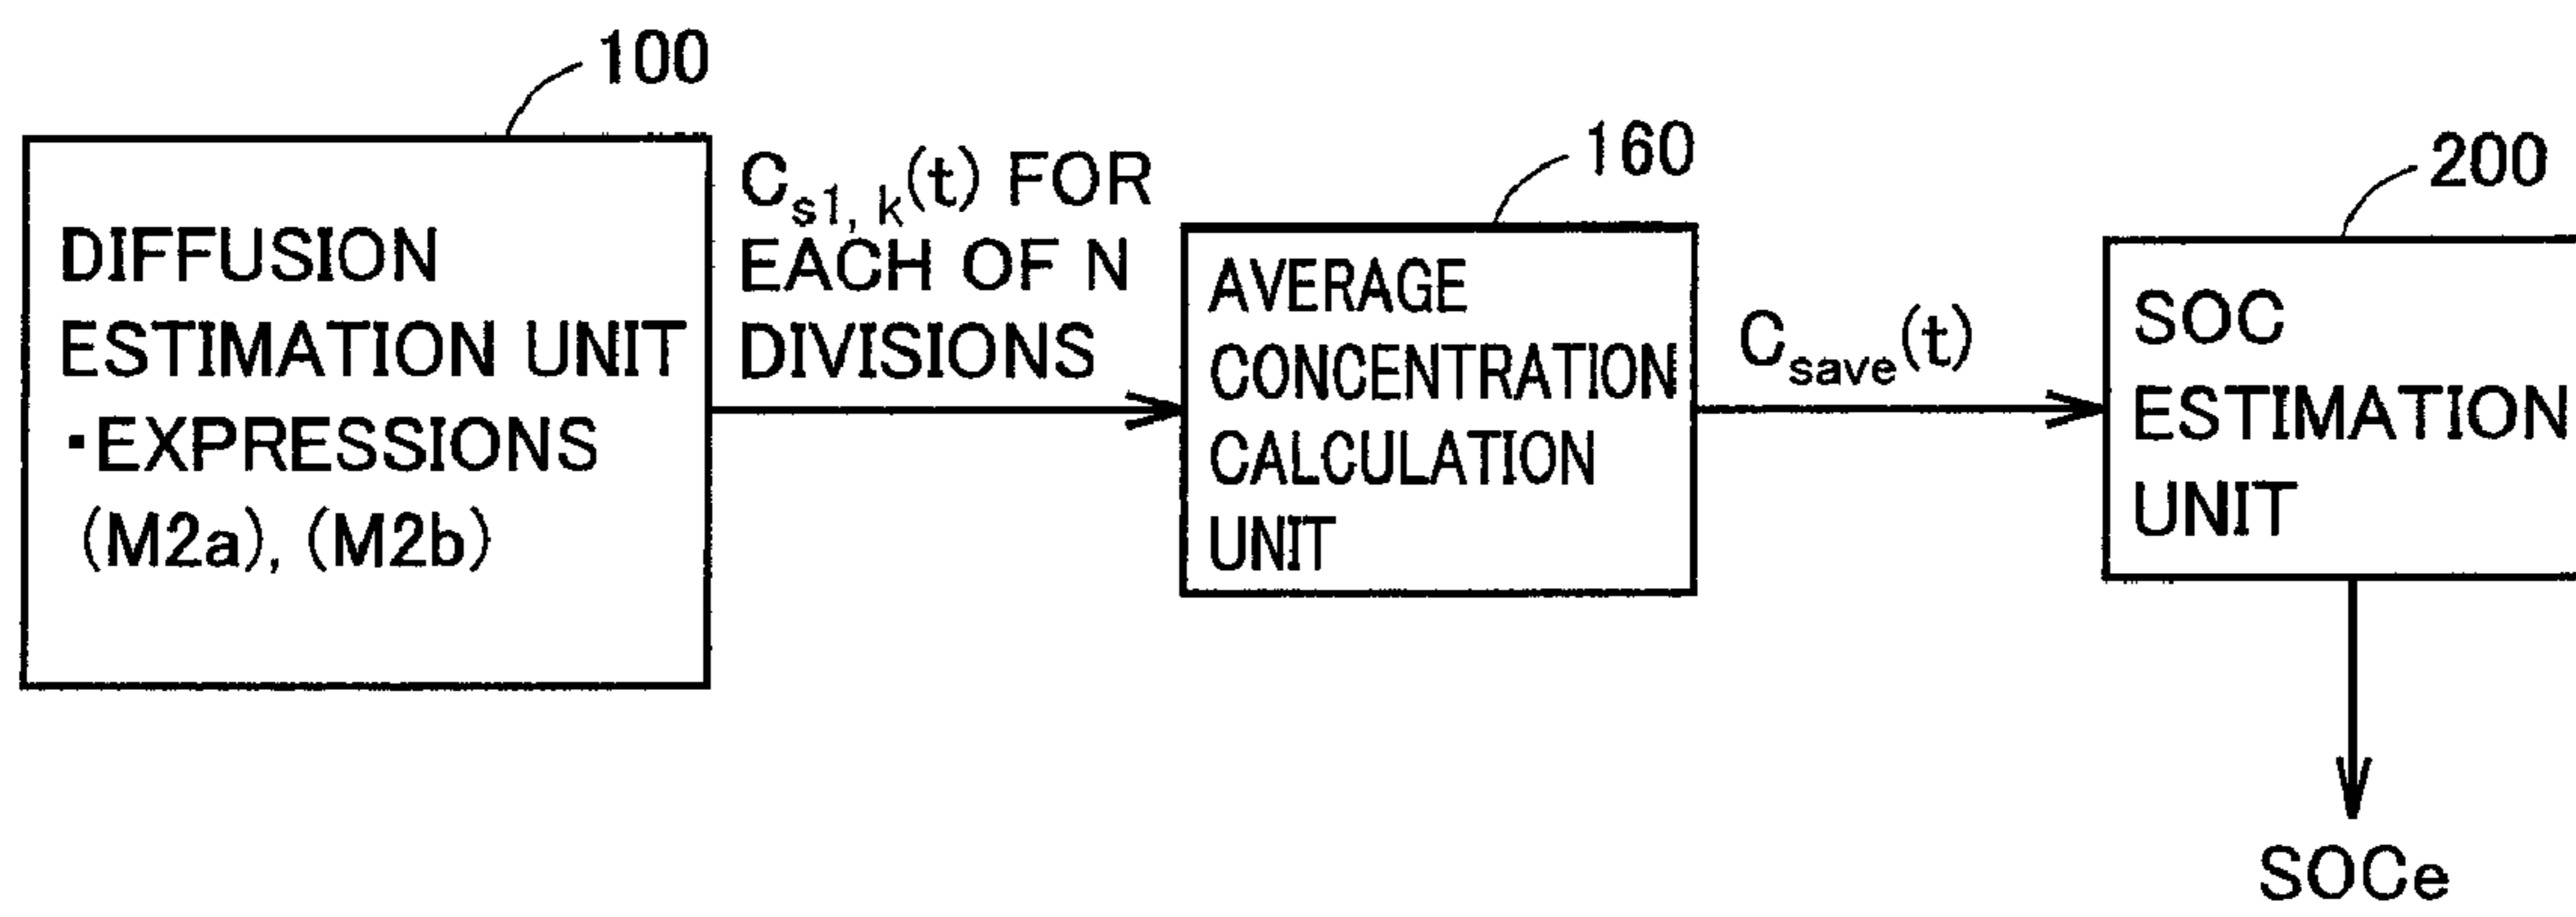 100
DIFFUSION
ESTIMATION UNIT
・EXPRESSIONS
(M2a), (M2b)
Cs1, k(t) FOR
EACH OF N
DIVISIONS
160
AVERAGE
CONCENTRATION
CALCULATION
UNIT
Csave(t)
200
SOC
ESTIMATION
UNIT
SOCe